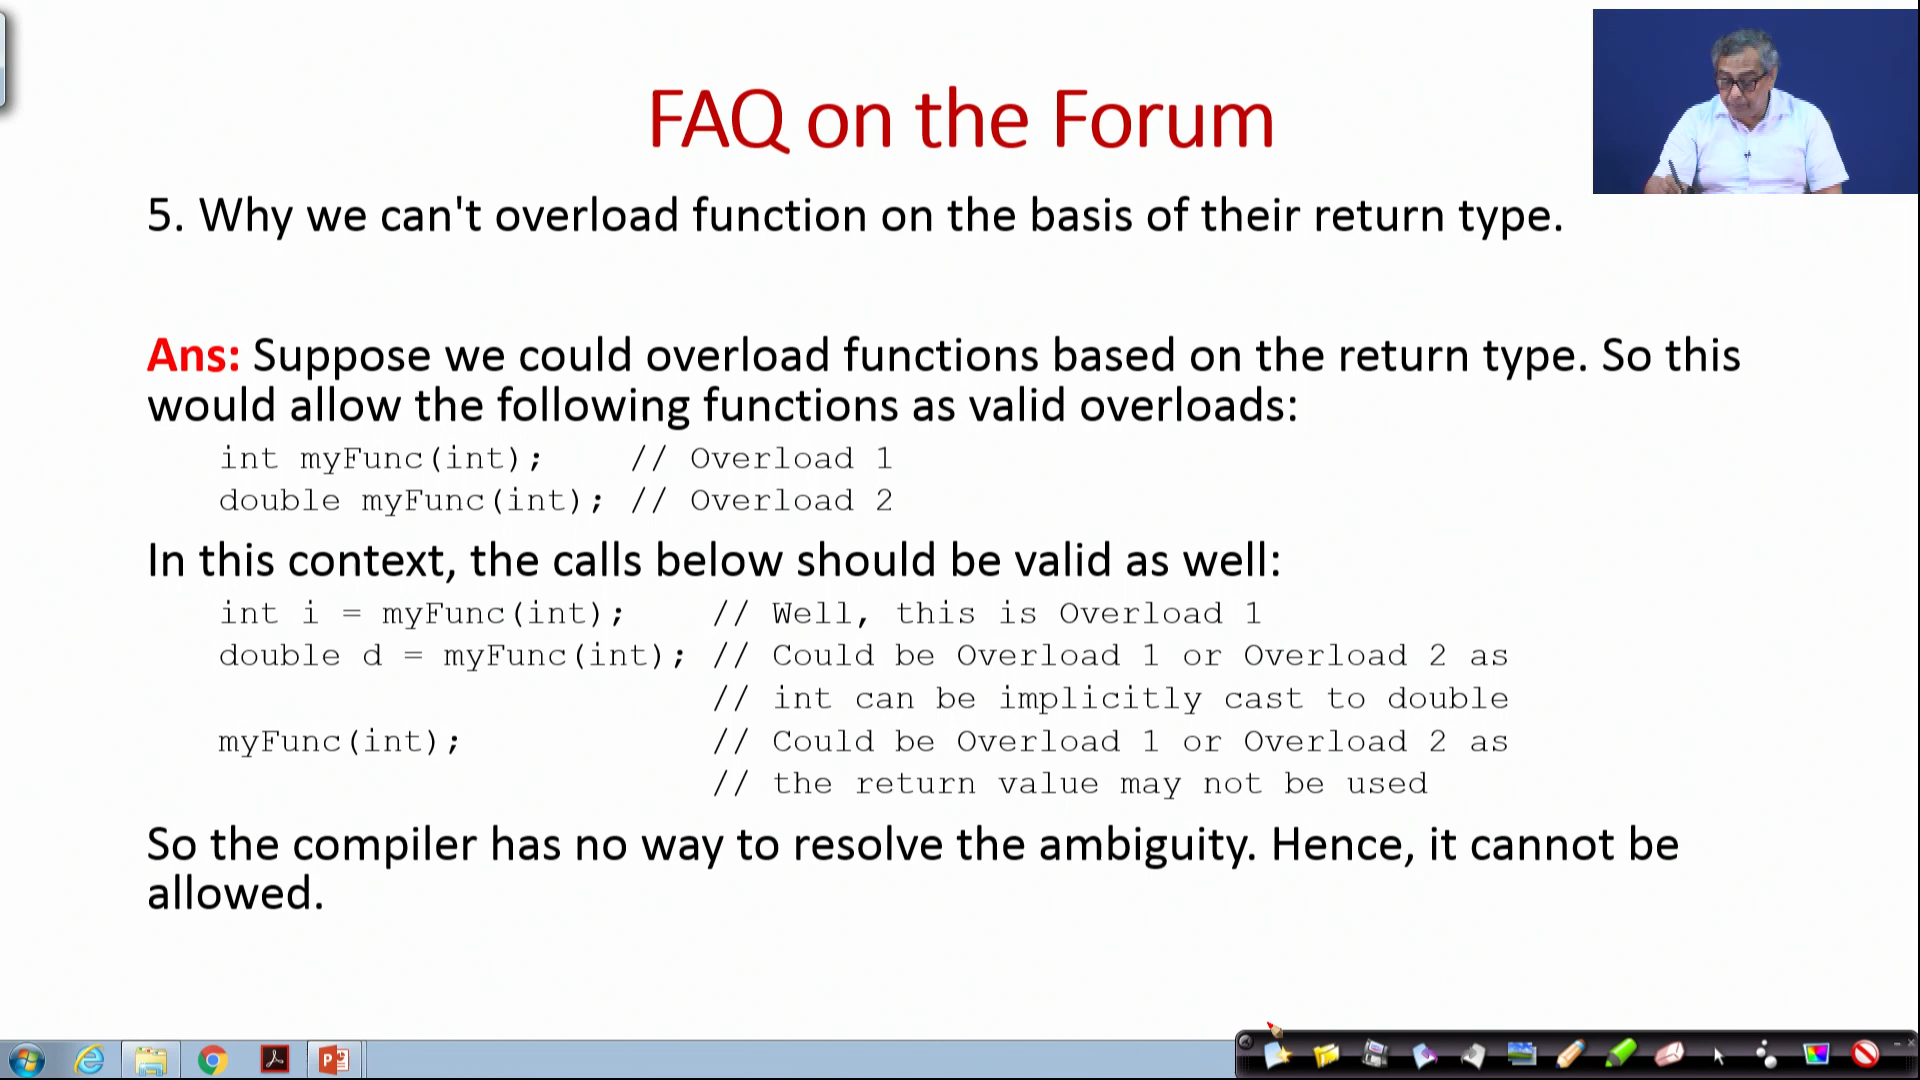 FAQ on the Forum
5. Why we can't overload function on the basis of their return type.
Ans: Suppose we could overload functions based on the return type. So this
would allow the following functions as valid overloads:
int myFunc(int);    // Overload 1
double myFunc(int); // Overload 2
In this context, the calls below should be valid as well:
int i = myFunc(int);    // Well, this is Overload 1
double d = myFunc(int); // Could be Overload 1 or Overload 2 as
// int can be implicitly cast to double
myFunc(int);            // Could be Overload 1 or Overload 2 as
// the return value may not be used
So the compiler has no way to resolve the ambiguity. Hence, it cannot be
allowed.